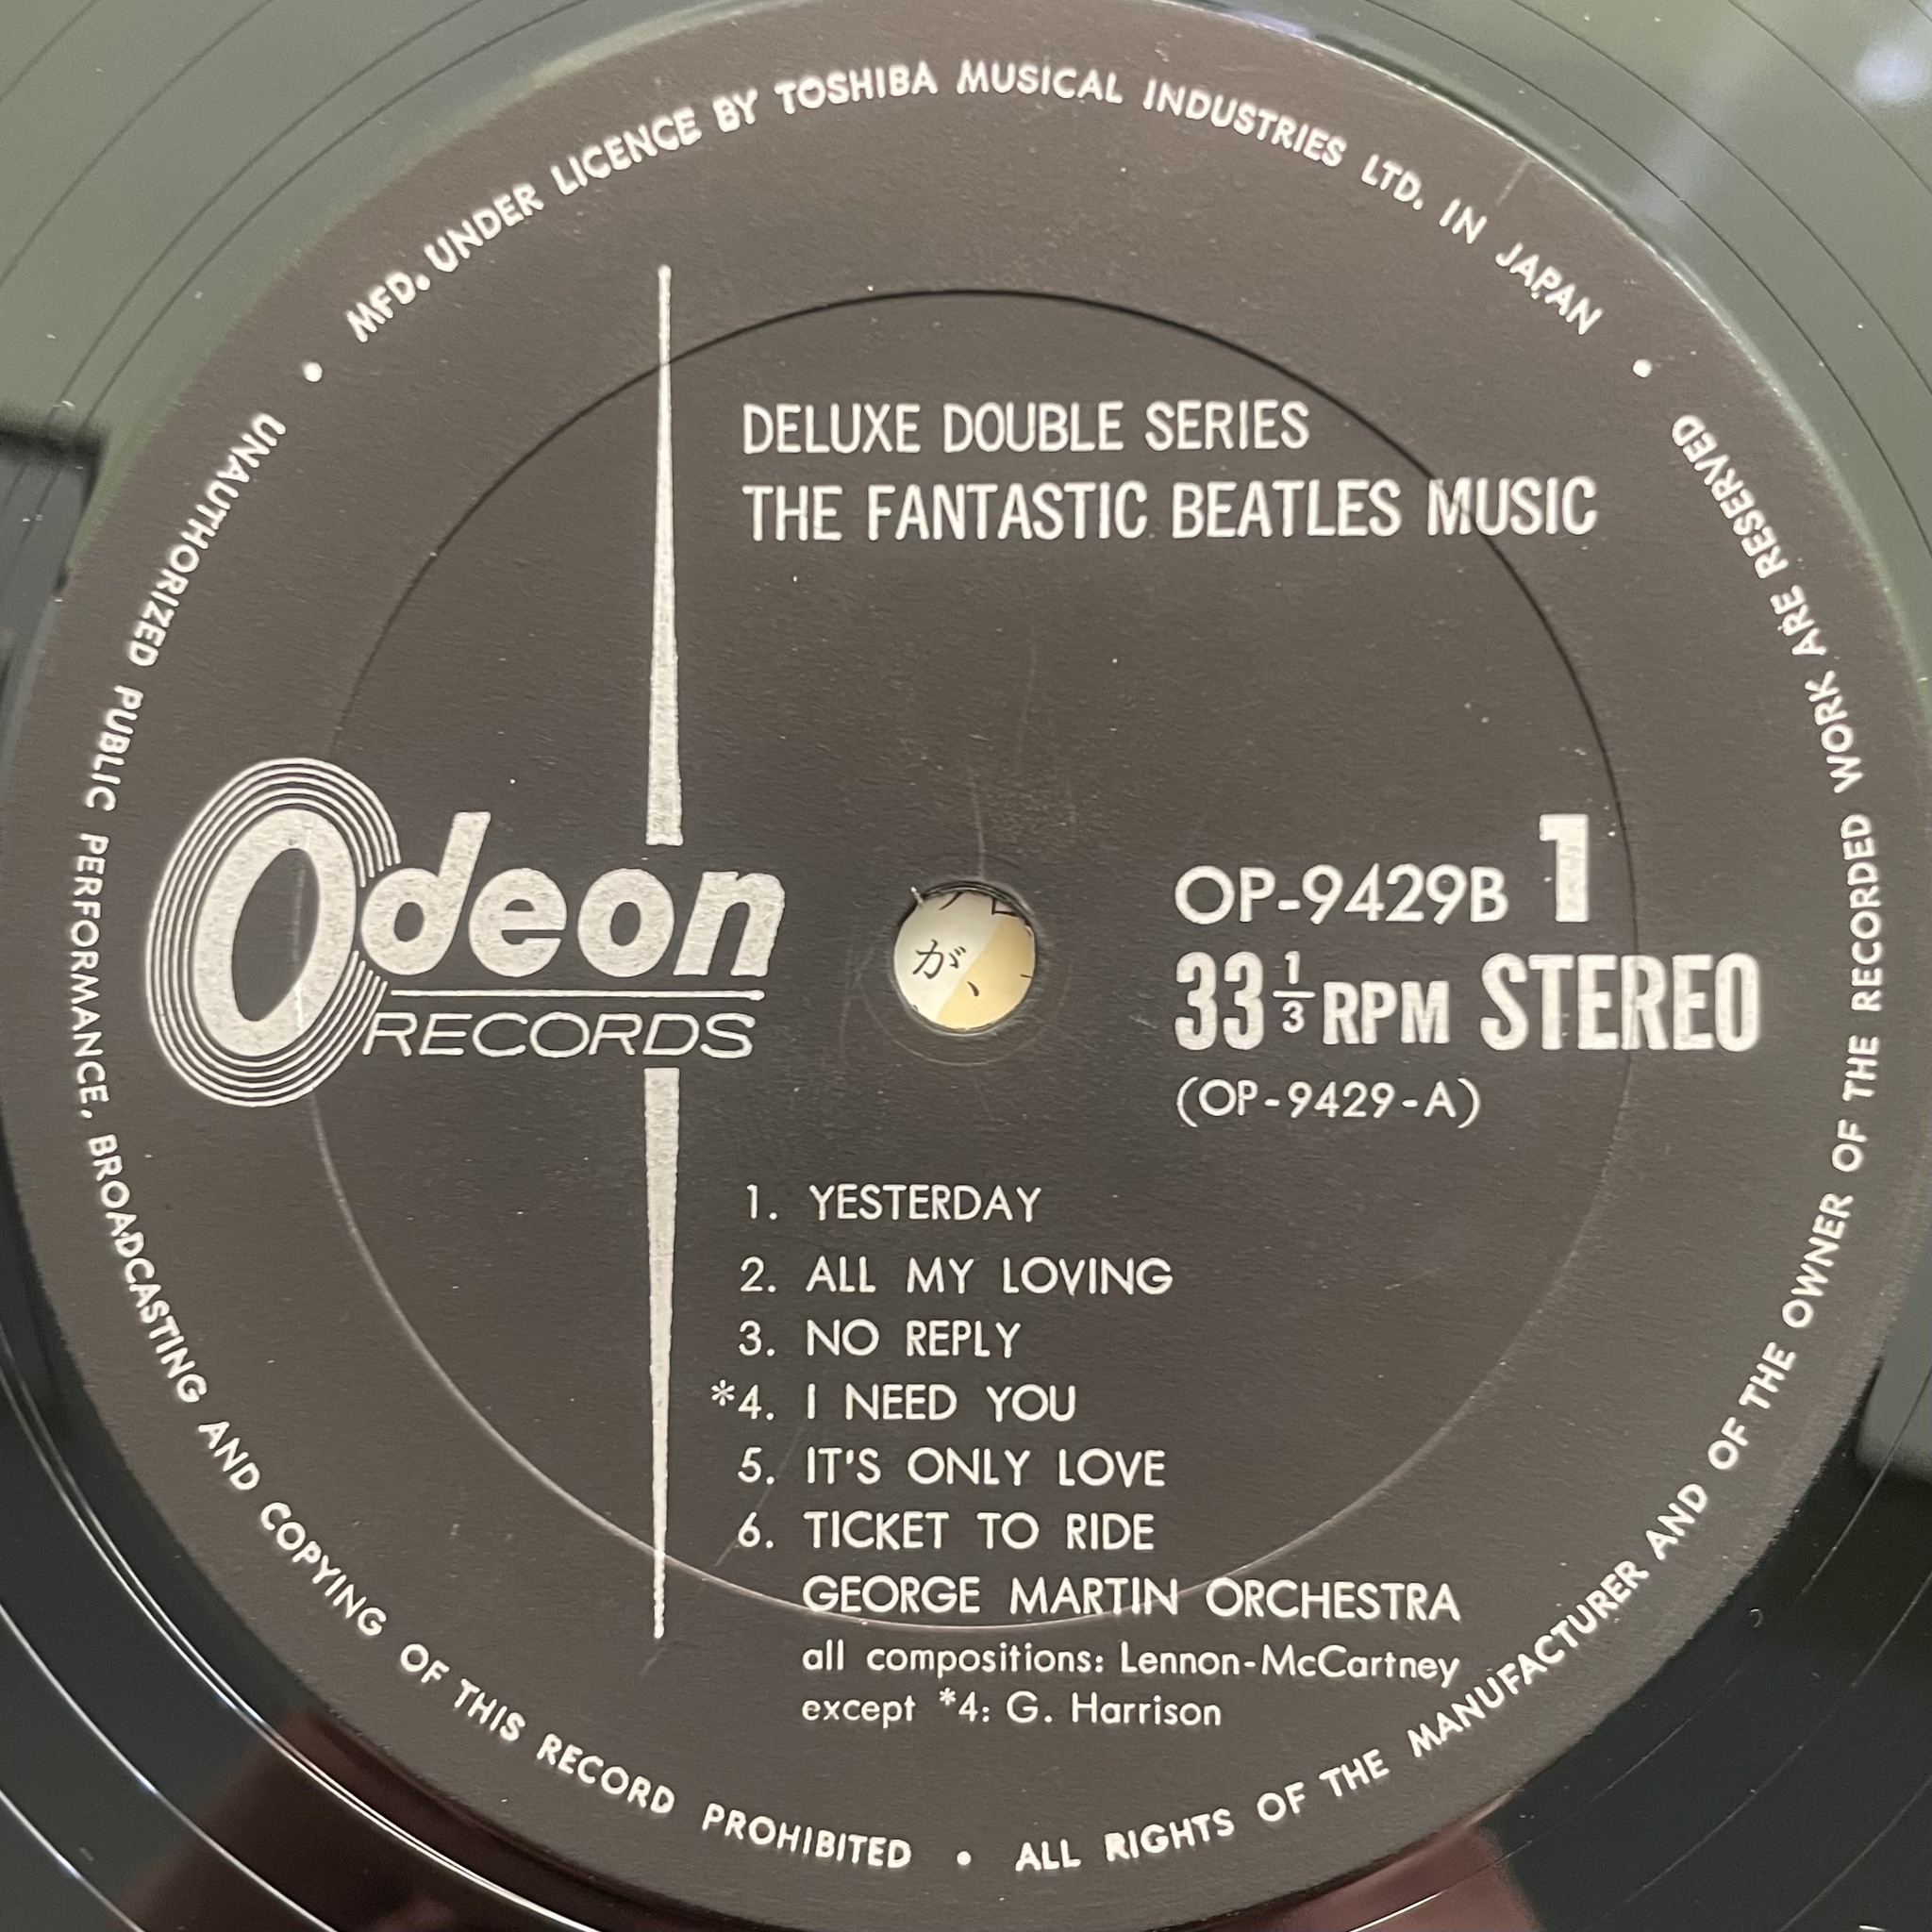 MFD. UNDER LICENCE BY TOSHIBA MUSICAL INDUSTRIES LTD. IN JAPAN •
DELUXE DOUBLE SERIES
THE FANTASTIC BEATLES MUSIC
Odeon
RECORDS
OP-9429B 1
33 1/3 RPM STEREO
(OP-9429-A)
が、
1. YESTERDAY
2. ALL MY LOVING
3. NO REPLY
*4. I NEED YOU
5. IT'S ONLY LOVE
6. TICKET TO RIDE
GEORGE MARTIN ORCHESTRA
all compositions: Lennon-McCartney
except *4: G. Harrison
• UNAUTHORIZED PUBLIC PERFORMANCE, BROADCASTING AND COPYING OF THIS RECORD PROHIBITED • ALL RIGHTS OF THE MANUFACTURER AND OF THE OWNER OF THE RECORDED WORK ARE RESERVED